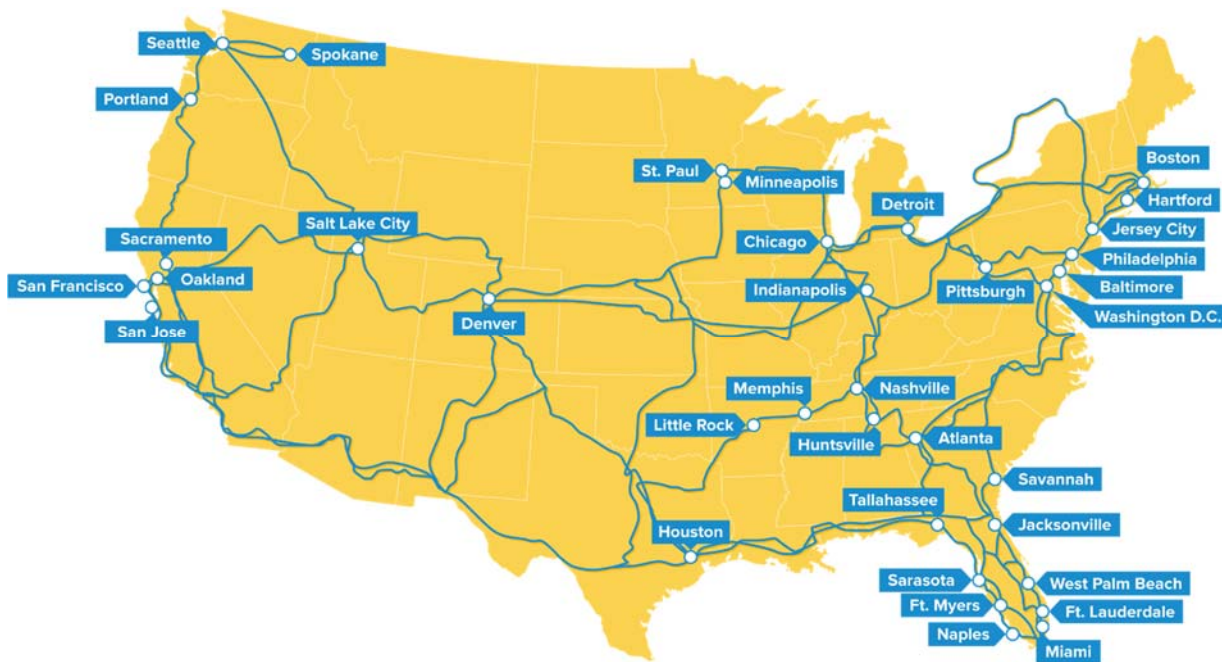 Seattle
Spokane
Portland
St. Paul
Minneapolis
Boston
Detroit
Hartford
Salt Lake City
Sacramento
Chicago
Jersey City
Oakland
Philadelphia
San Francisco
Indianapolis
Pittsburgh
Baltimore
San Jose
Denver
Washington D.C.
Memphis
Nashville
Little Rock
Huntsville
Atlanta
Savannah
Tallahassee
Houston
Jacksonville
Sarasota
West Palm Beach
Ft. Myers
Ft. Lauderdale
Naples
Miami